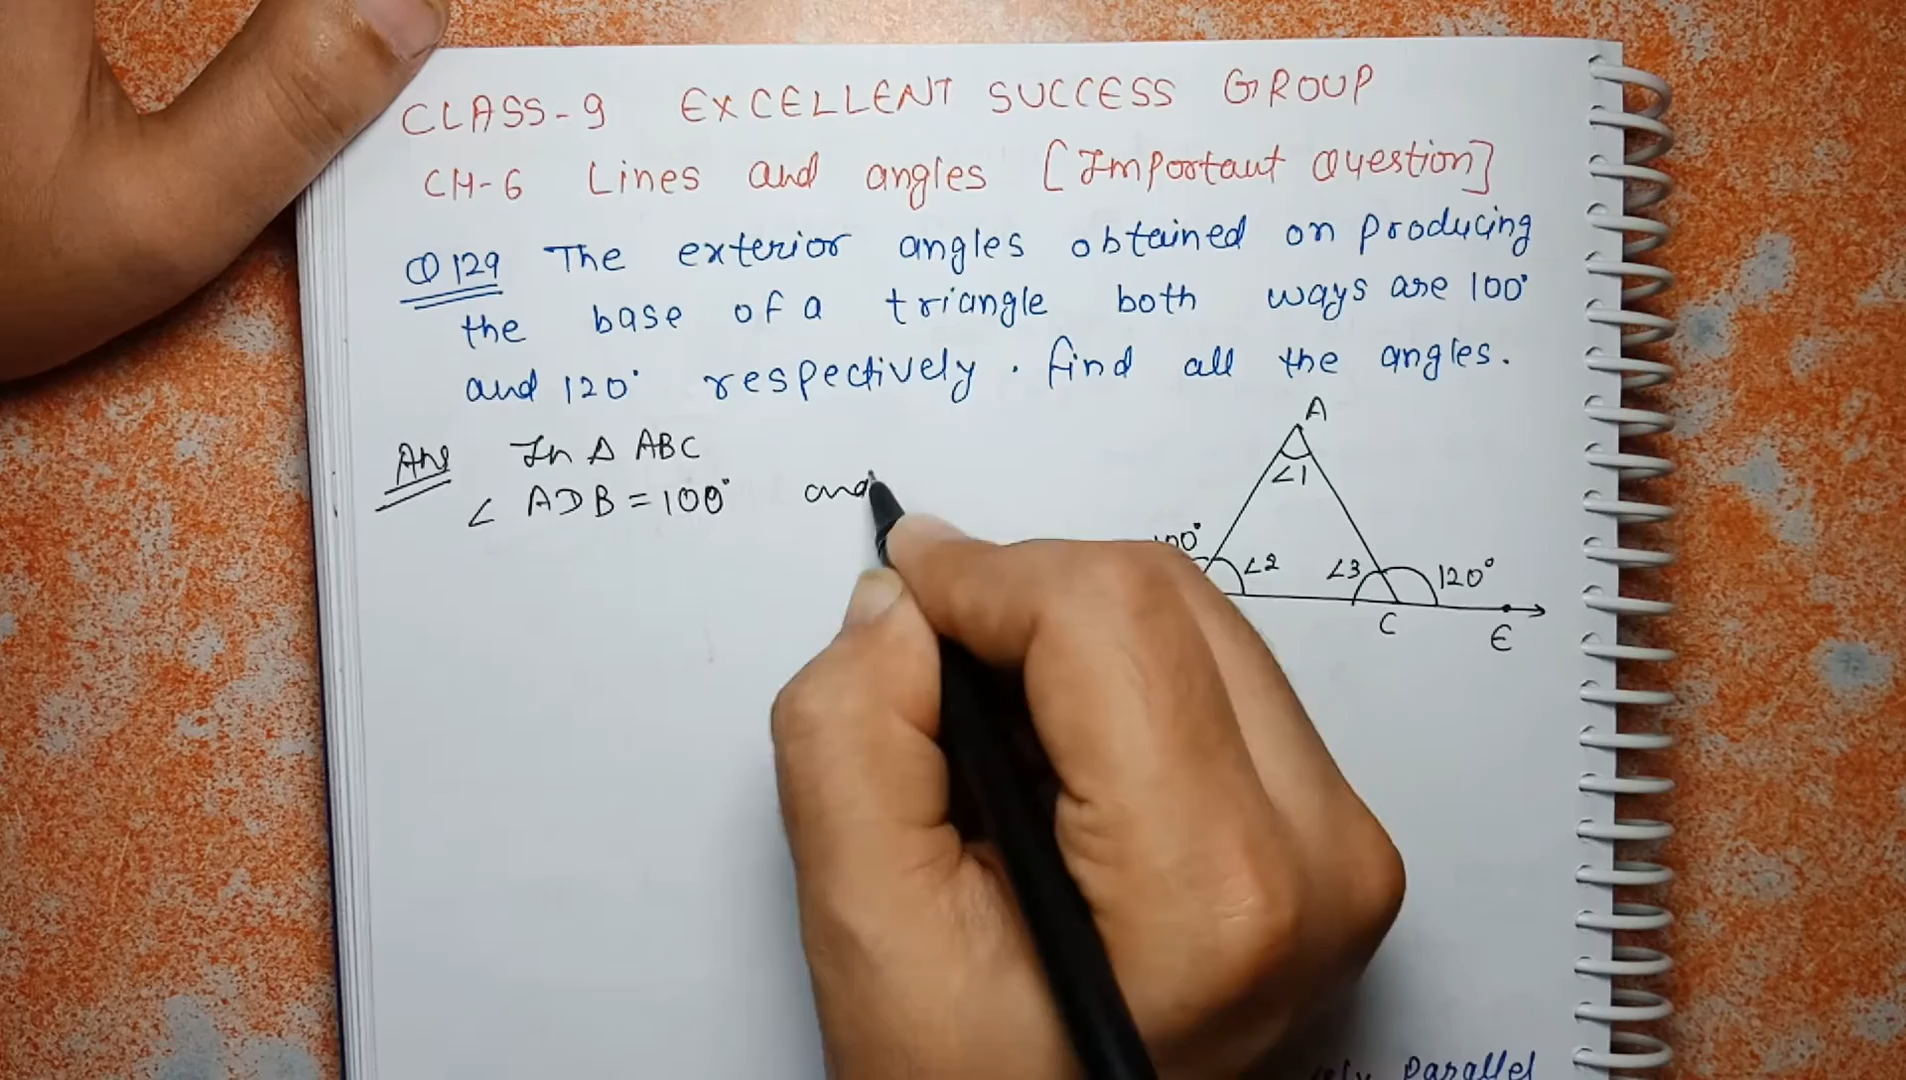 CLASS-9 EXCELLENT SUCCESS GROUP
CH-6 Lines and angles [Important Question]
Q129 The exterior angles obtained on producing
the base of a triangle both ways are 100°
and 120° respectively. find all the angles.
Ans In Δ ABC
∠ ADB = 100° and
A
∠1
100°
∠2
∠3
120°
C
E
Parallel